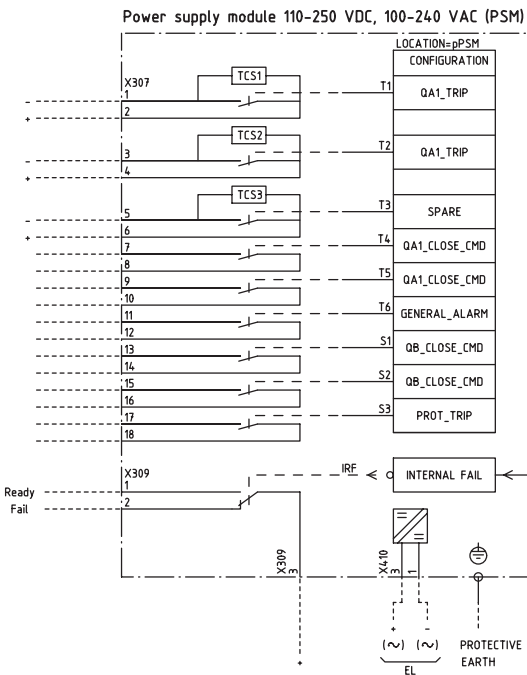 Power supply module 110-250 VDC, 100-240 VAC (PSM)
LOCATION=pPSM
CONFIGURATION
X307
TCS1
T1
QA1_TRIP
1
-
2
+
TCS2
T2
QA1_TRIP
3
-
4
+
TCS3
T3
SPARE
5
-
6
+
T4
QA1_CLOSE_CMD
7
8
T5
QA1_CLOSE_CMD
9
10
T6
GENERAL_ALARM
11
12
S1
QB_CLOSE_CMD
13
14
S2
QB_CLOSE_CMD
15
16
S3
PROT_TRIP
17
18
X309
IRF
INTERNAL FAIL
Ready
1
Fail
2
X309
3
X410
3
1
+
-
(~)
(~)
PROTECTIVE
EARTH
+
EL